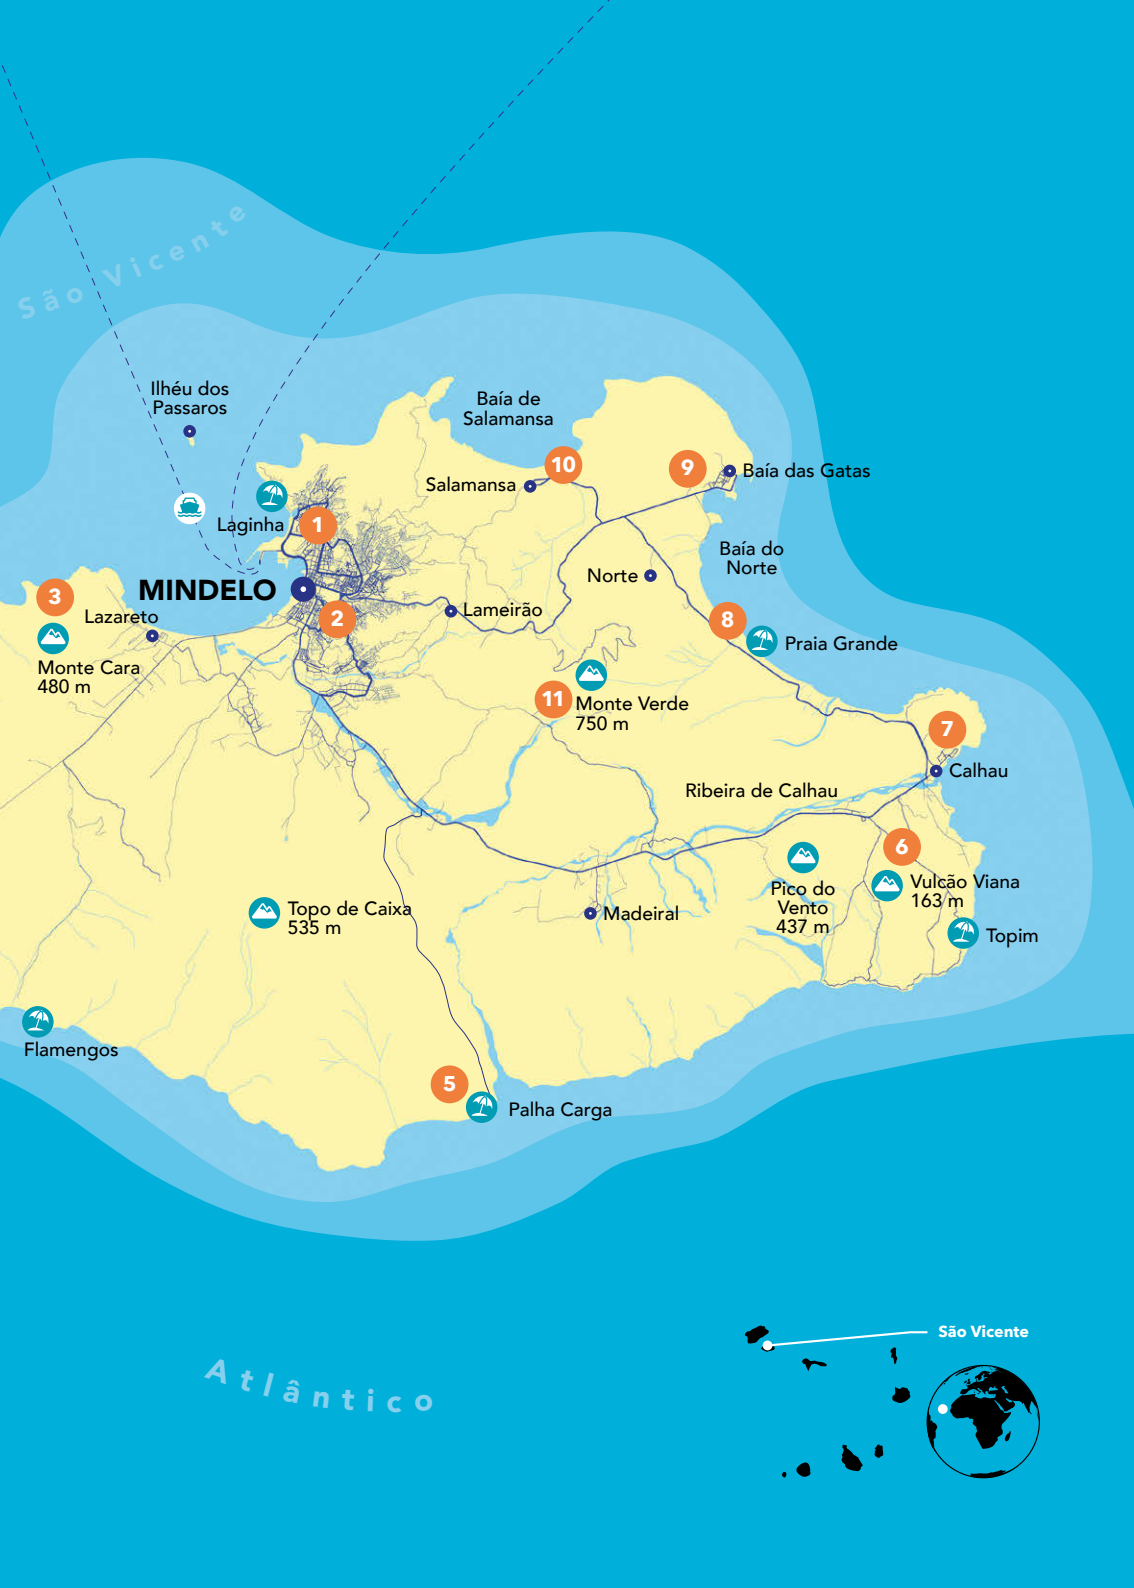 São Vicente
Ilhéu dos
Passaros
Baía de
Salamansa
10
9
Baía das Gatas
Salamansa
Laginha
1
Baía do
Norte
Norte
MINDELO
3
Lazareto
2
Lameirão
8
Praia Grande
Monte Cara
480 m
11
Monte Verde
750 m
7
Calhau
Ribeira de Calhau
6
Vulcão Viana
163 m
Pico do
Vento
437 m
Topo de Caixa
535 m
Madeiral
Topim
Flamengos
5
Palha Carga
São Vicente
Atlântico